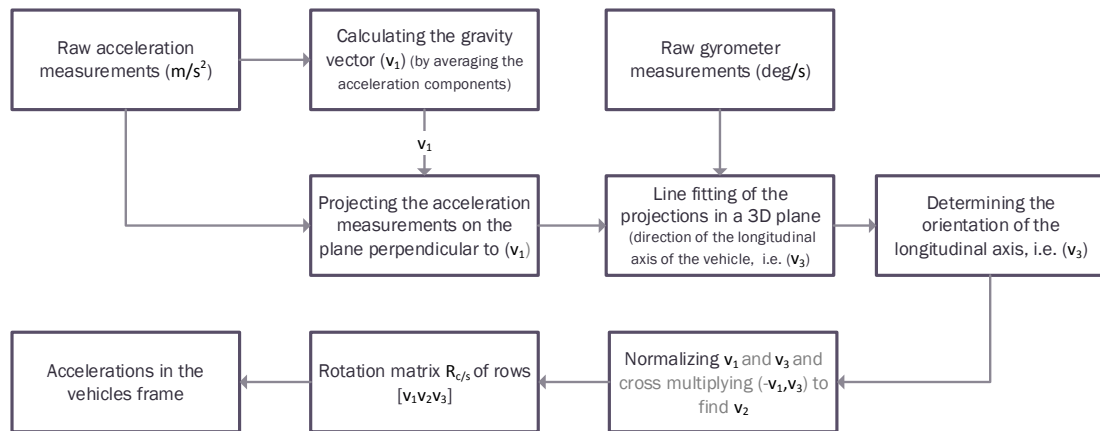 Raw acceleration
measurements (m/s²)
Calculating the gravity
vector (v₁) (by averaging the
acceleration components)
Raw gyrometer
measurements (deg/s)
v₁
Projecting the acceleration
measurements on the
plane perpendicular to (v₁)
Line fitting of the
projections in a 3D plane
(direction of the longitudinal
axis of the vehicle, i.e. (v₃)
Determining the
orientation of the
longitudinal axis, i.e. (v₃)
Accelerations in the
vehicles frame
Rotation matrix R_c/s of rows
[v₁v₂v₃]
Normalizing v₁ and v₃ and
cross multiplying (-v₁,v₃) to
find v₂